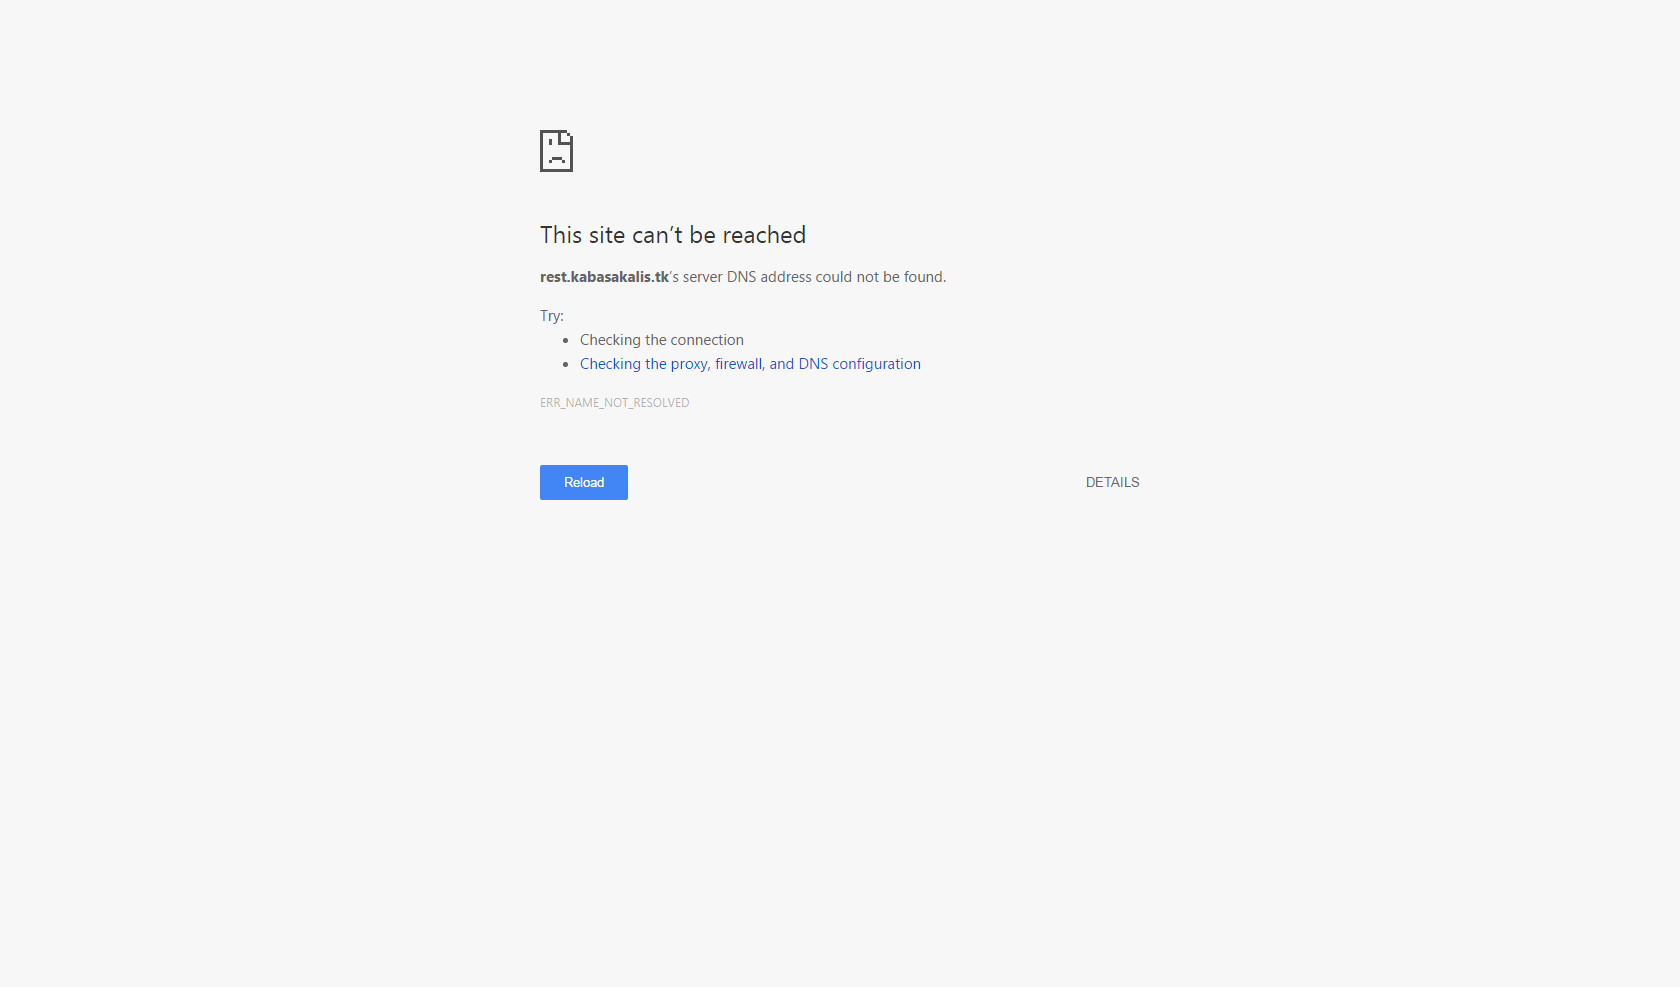 This site can’t be reached
rest.kabasakalis.tk’s server DNS address could not be found.
Try:
Checking the connection
Checking the proxy, firewall, and DNS configuration
ERR_NAME_NOT_RESOLVED
Reload
DETAILS